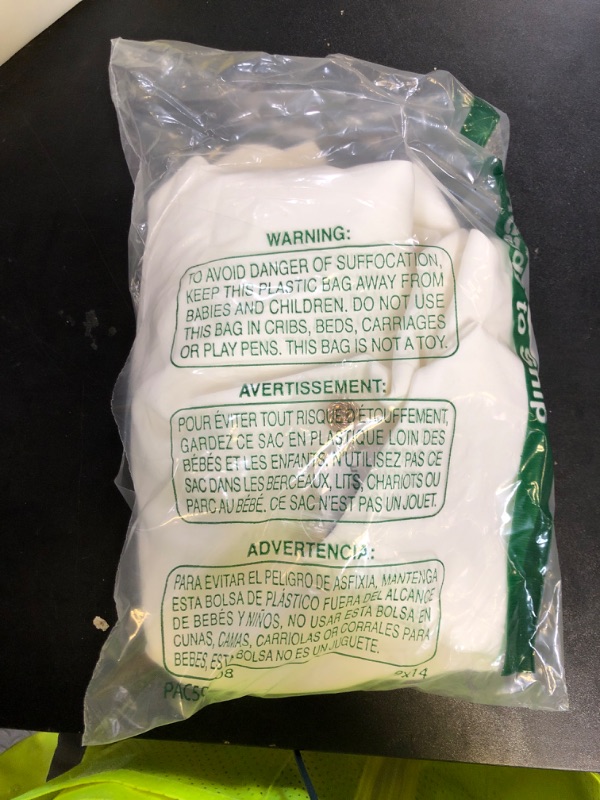 WARNING:
TO AVOID DANGER OF SUFFOCATION,
KEEP THIS PLASTIC BAG AWAY FROM
BABIES AND CHILDREN. DO NOT USE
THIS BAG IN CRIBS, BEDS, CARRIAGES
OR PLAY PENS. THIS BAG IS NOT A TOY.
AVERTISSEMENT:
POUR ÉVITER TOUT RISQUE D'ÉTOUFFEMENT,
GARDEZ CE SAC EN PLASTIQUE LOIN DES
BÉBÉS ET LES ENFANTS. N'UTILISEZ PAS CE
SAC DANS LES BERCEAUX, LITS, CHARIOTS OU
PARC AU BÉBÉ. CE SAC N'EST PAS UN JOUET.
ADVERTENCIA:
PARA EVITAR EL PELIGRO DE ASFIXIA, MANTENGA
ESTA BOLSA DE PLÁSTICO FUERA DEL ALCANCE
DE BEBÉS Y NIÑOS, NO USAR ESTA BOLSA EN
CUNAS, CAMAS, CARRIOLAS OR CORRALES PARA
BEBES, ESTA BOLSA NO ES UN JUGUETE.
to ship